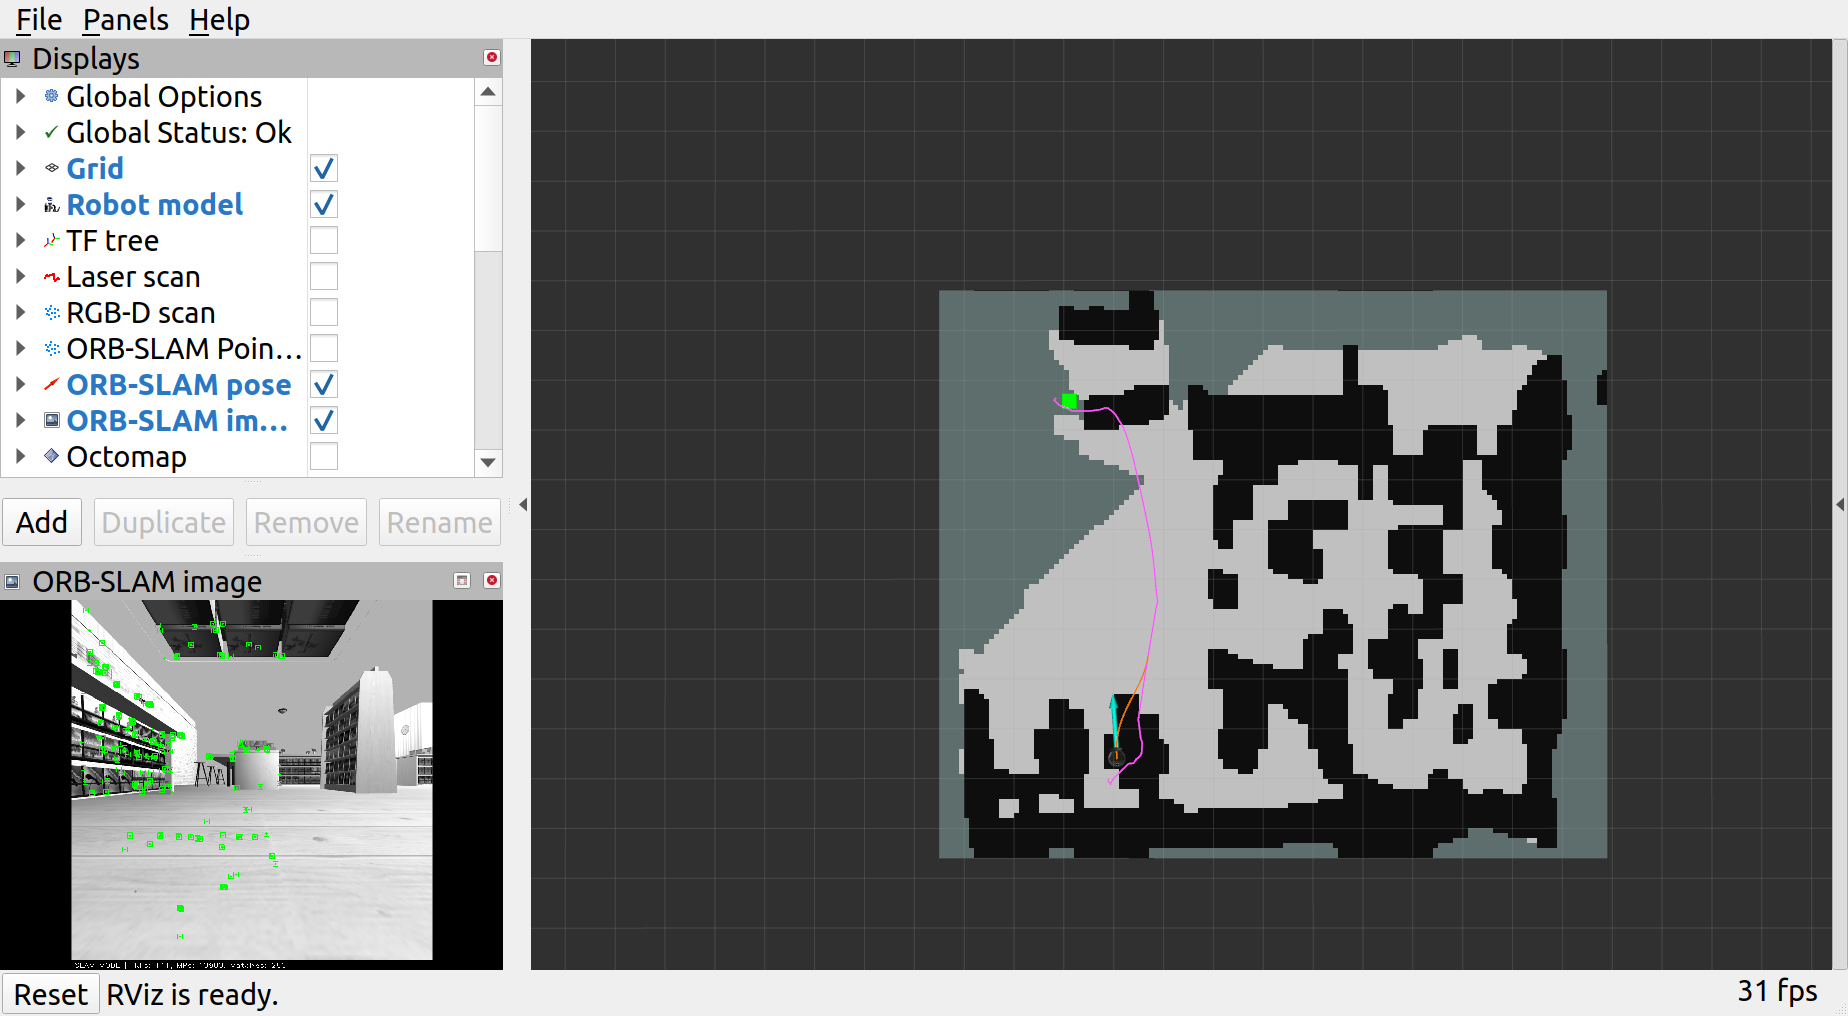 File Panels Help
Displays
Global Options
Global Status: Ok
Grid
Robot model
TF tree
Laser scan
RGB-D scan
ORB-SLAM Poin...
ORB-SLAM pose
ORB-SLAM im...
Octomap
Add Duplicate Remove Rename
ORB-SLAM image
SLAM MODE |
Reset RViz is ready.
31 fps